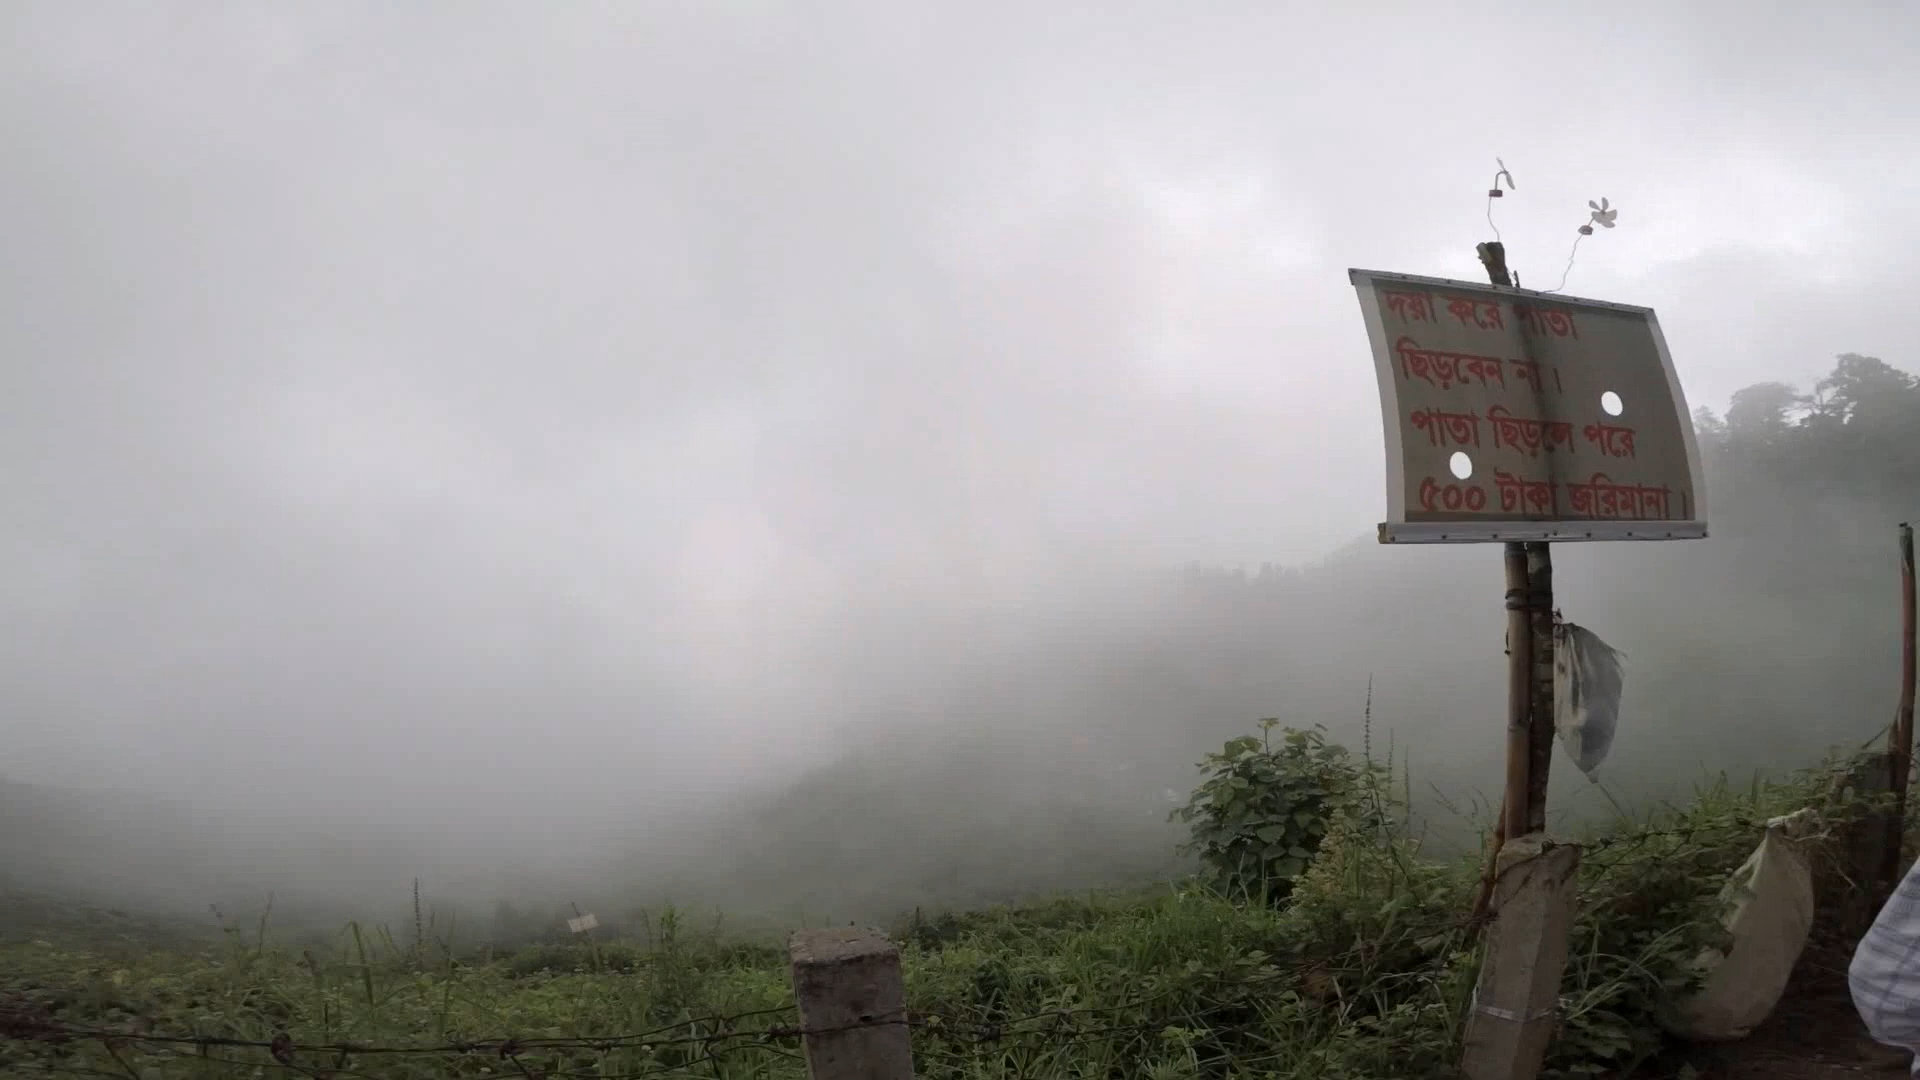 দয়া করে পাতা
ছিড়বেন না।
পাতা ছিড়লে পরে
৫০০ টাকা জরিমানা।